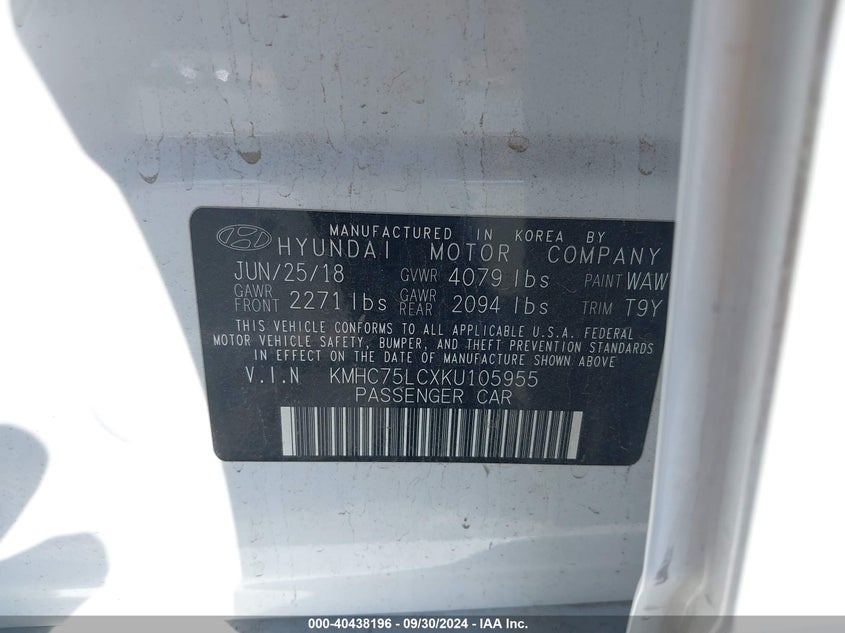 MANUFACTURED IN KOREA BY
HYUNDAI MOTOR COMPANY
JUN/25/18 GVWR 4079 lbs PAINT WAW
GAWR FRONT 2271 lbs GAWR REAR 2094 lbs TRIM T9Y
THIS VEHICLE CONFORMS TO ALL APPLICABLE U.S.A. FEDERAL
MOTOR VEHICLE SAFETY, BUMPER, AND THEFT PREVENTION STANDARDS
IN EFFECT ON THE DATE OF MANUFACTURE SHOWN ABOVE
V.I.N KMHC75LCXKU105955
PASSENGER CAR
000-40438196 - 09/30/2024 - IAA Inc.